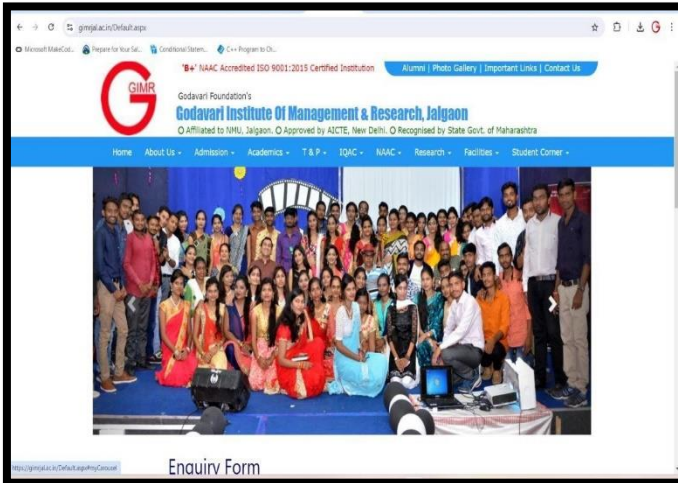 gimrjal.ac.in/Default.aspx
Microsoft MakeCod... Prepare for Your Sal... Conditional Statem... C++ Program to Ch...
'B+' NAAC Accredited ISO 9001:2015 Certified Institution
Alumni | Photo Gallery | Important Links | Contact Us
GIMR
Godavari Foundation's
Godavari Institute Of Management & Research, Jalgaon
Affiliated to NMU, Jalgaon. Approved by AICTE, New Delhi. Recognised by State Govt. of Maharashtra
Home About Us Admission Academics T & P IQAC NAAC Research Facilities Student Corner
Enquiry Form
https://gimrjal.ac.in/Default.aspx#myCarousel